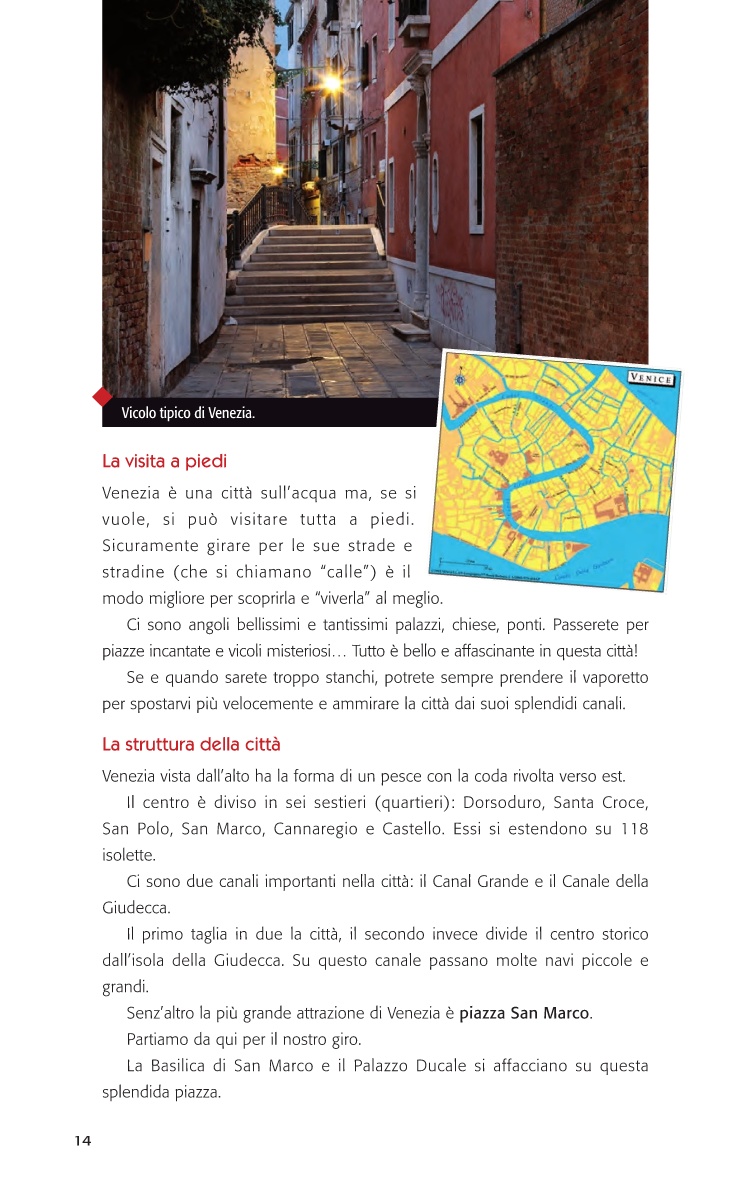 Vicolo tipico di Venezia.
VENICE
La visita a piedi
Venezia è una città sull'acqua ma, se si
vuole, si può visitare tutta a piedi.
Sicuramente girare per le sue strade e
stradine (che si chiamano “calle”) è il
modo migliore per scoprirla e “viverla” al meglio.
Ci sono angoli bellissimi e tantissimi palazzi, chiese, ponti. Passerete per
piazze incantate e vicoli misteriosi… Tutto è bello e affascinante in questa città!
Se e quando sarete troppo stanchi, potrete sempre prendere il vaporetto
per spostarvi più velocemente e ammirare la città dai suoi splendidi canali.
La struttura della città
Venezia vista dall'alto ha la forma di un pesce con la coda rivolta verso est.
Il centro è diviso in sei sestieri (quartieri): Dorsoduro, Santa Croce,
San Polo, San Marco, Cannaregio e Castello. Essi si estendono su 118
isolette.
Ci sono due canali importanti nella città: il Canal Grande e il Canale della
Giudecca.
Il primo taglia in due la città, il secondo invece divide il centro storico
dall'isola della Giudecca. Su questo canale passano molte navi piccole e
grandi.
Senz'altro la più grande attrazione di Venezia è piazza San Marco.
Partiamo da qui per il nostro giro.
La Basilica di San Marco e il Palazzo Ducale si affacciano su questa
splendida piazza.
14